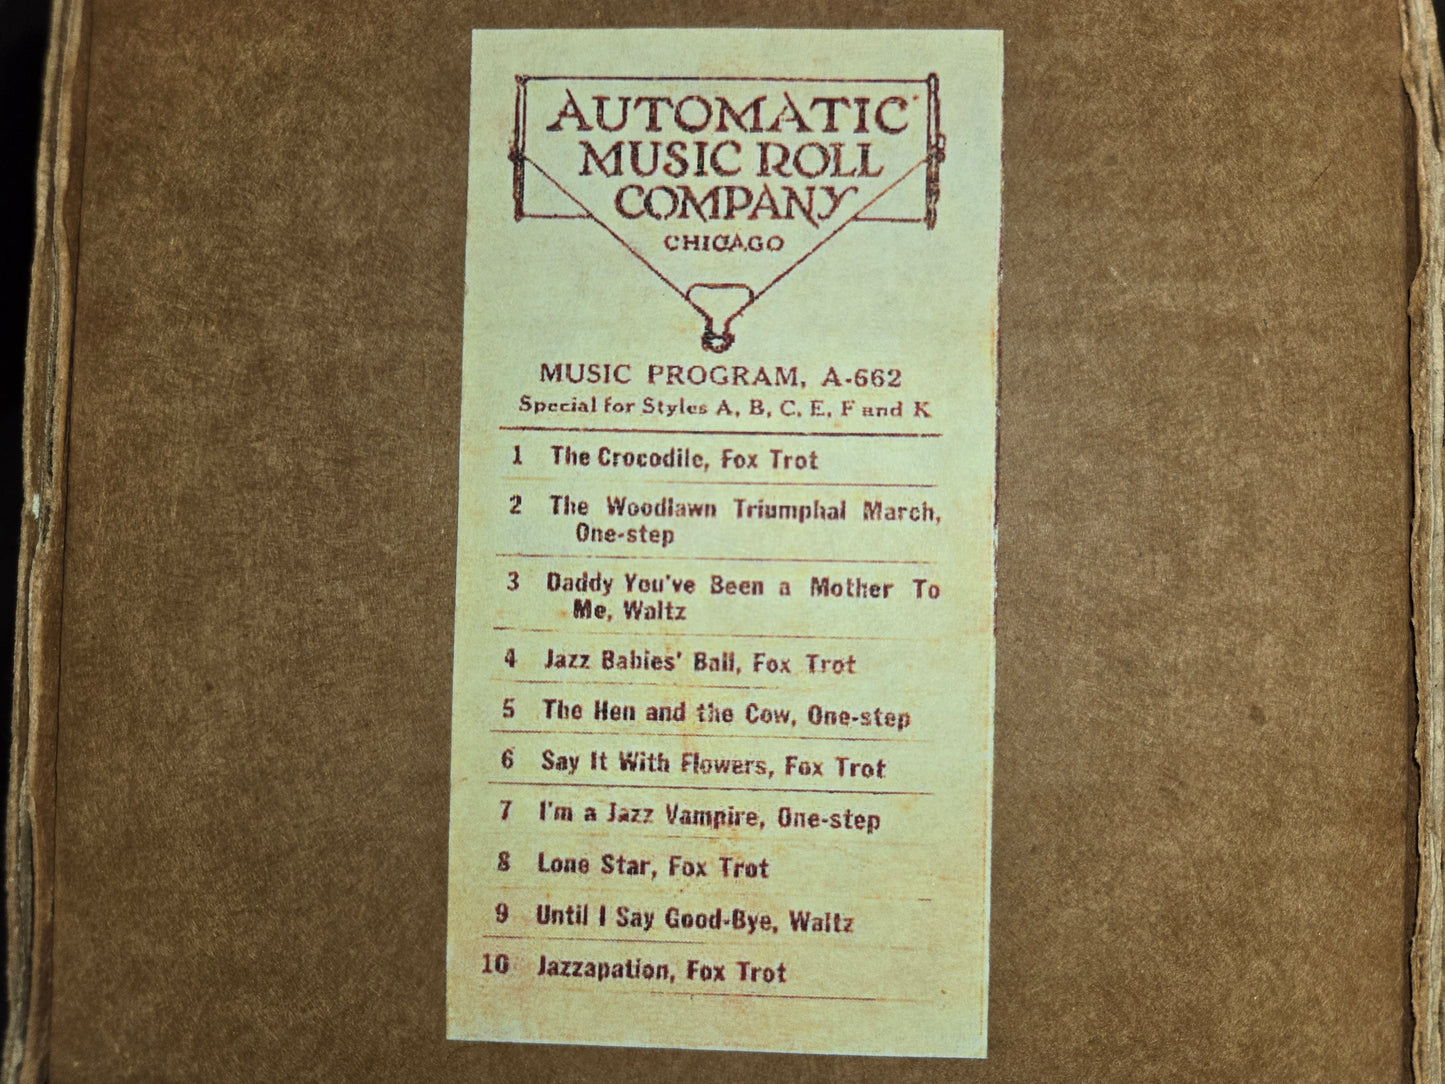 AUTOMATIC
MUSIC ROLL
COMPANY
CHICAGO
MUSIC PROGRAM, A-662
Special for Styles A, B, C, E, F and K
1 The Crocodile, Fox Trot
2 The Woodlawn Triumphal March,
One-step
3 Daddy You've Been a Mother To
Me, Waltz
4 Jazz Babies' Ball, Fox Trot
5 The Hen and the Cow, One-step
6 Say It With Flowers, Fox Trot
7 I'm a Jazz Vampire, One-step
8 Lone Star, Fox Trot
9 Until I Say Good-Bye, Waltz
10 Jazzapation, Fox Trot